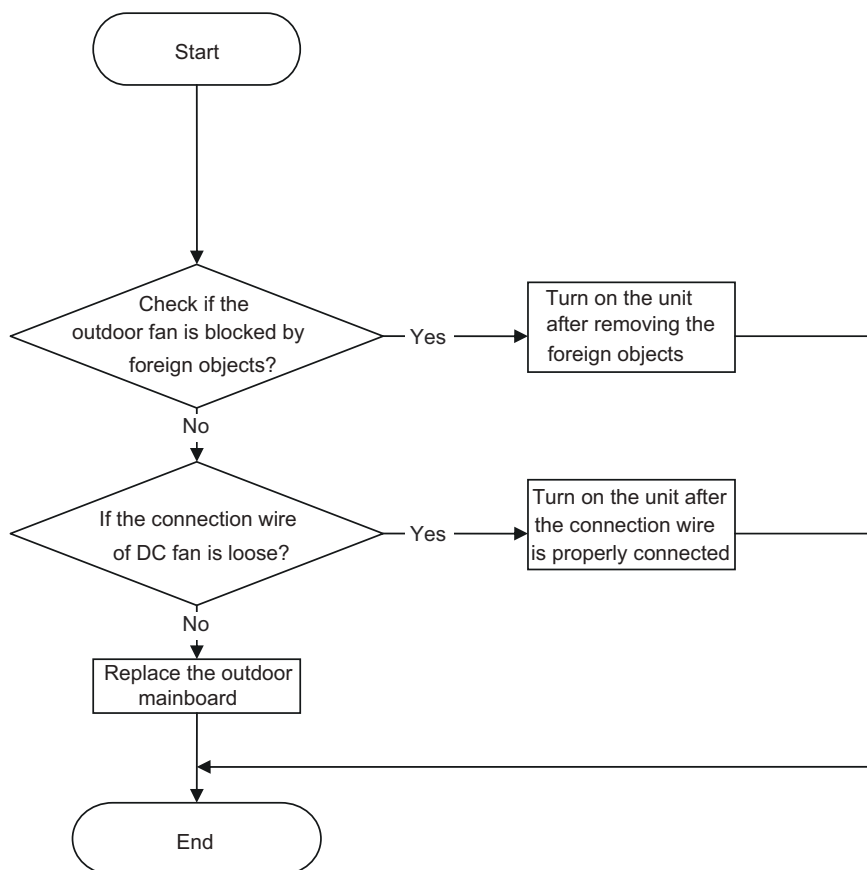 Start
Check if the
outdoor fan is blocked by
foreign objects?
Yes
Turn on the unit
after removing the
foreign objects
No
If the connection wire
of DC fan is loose?
Yes
Turn on the unit after
the connection wire
is properly connected
No
Replace the outdoor
mainboard
End